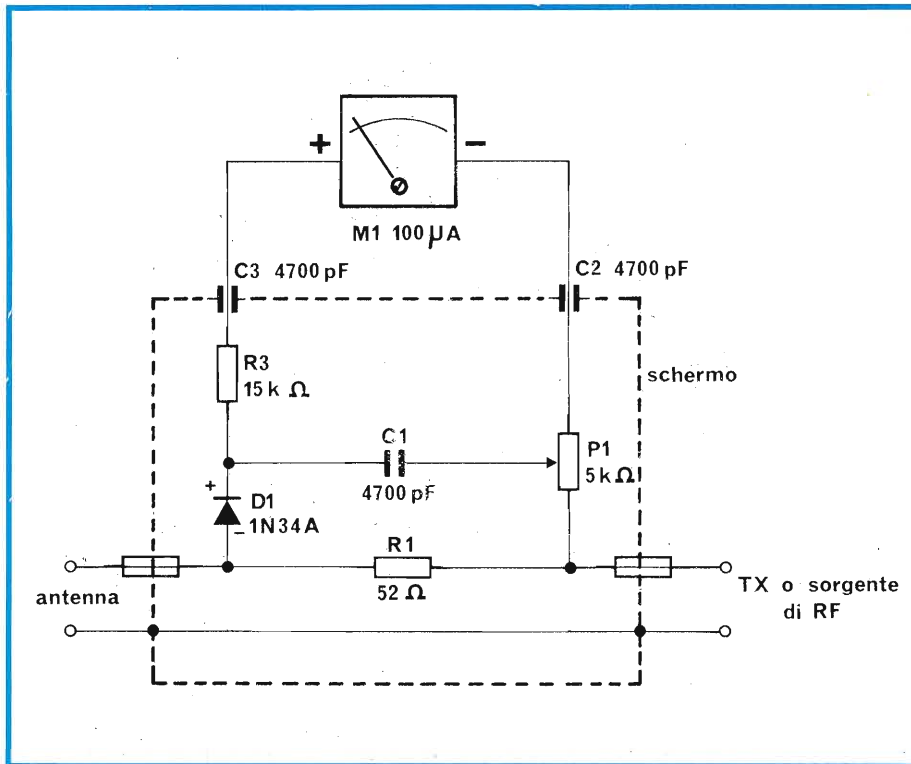 +
−
M1 100 µA
C3 4700 pF
C2 4700 pF
R3
15 k Ω
schermo
C1
4700 pF
P1
5 k Ω
+
D1
−
1N34A
R1
52 Ω
antenna
TX o sorgente
di RF